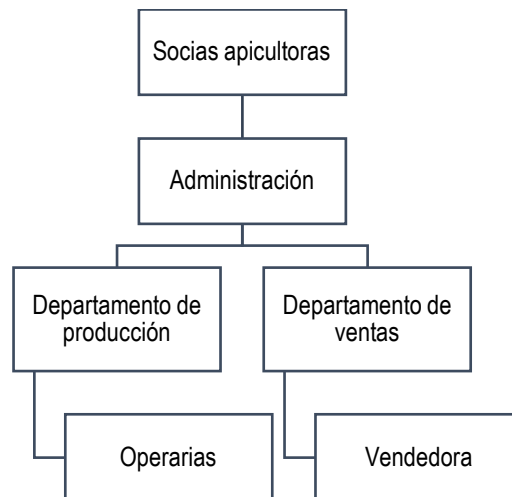 Socias apicultoras
Administración
Departamento de
producción
Departamento de
ventas
Operarias
Vendedora